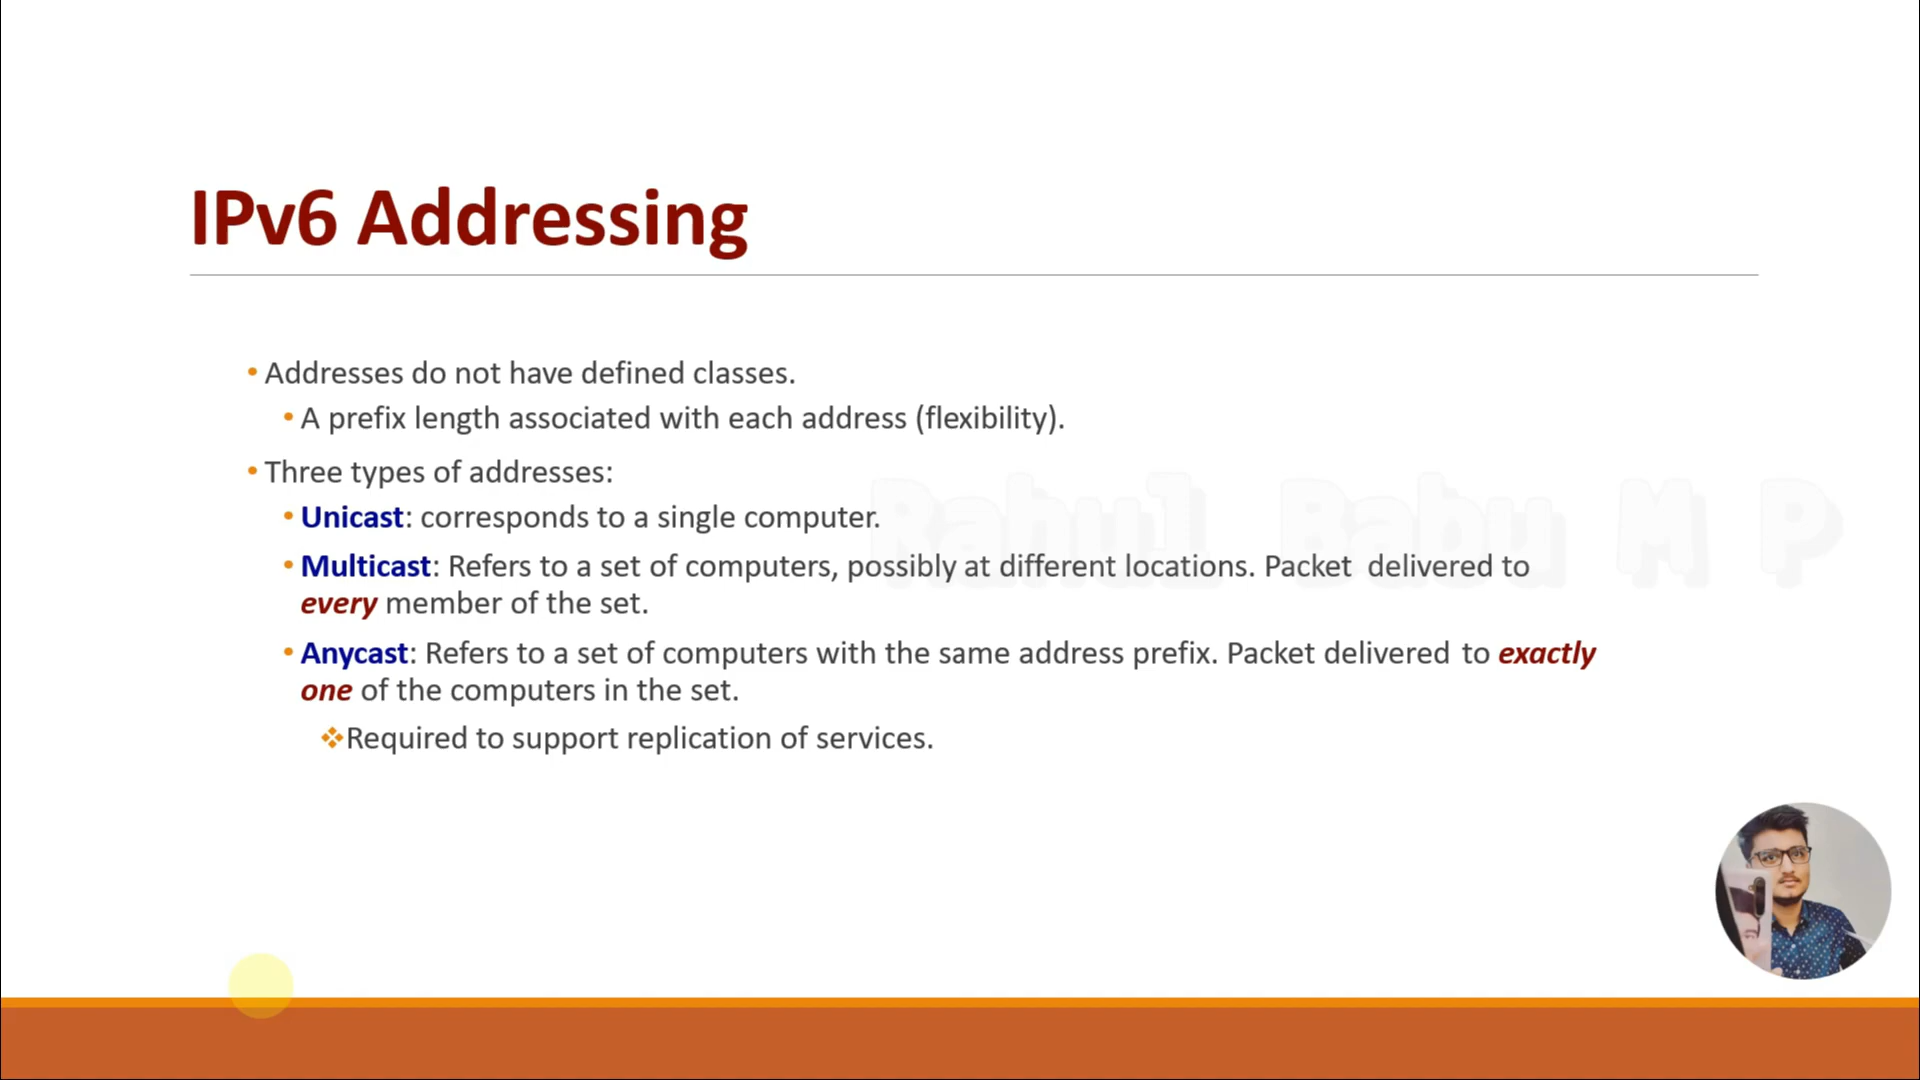 IPv6 Addressing
• Addresses do not have defined classes.
• A prefix length associated with each address (flexibility).
• Three types of addresses:
• Unicast: corresponds to a single computer.
Rahul Babu M P
• Multicast: Refers to a set of computers, possibly at different locations. Packet delivered to
every member of the set.
• Anycast: Refers to a set of computers with the same address prefix. Packet delivered to exactly
one of the computers in the set.
❖Required to support replication of services.